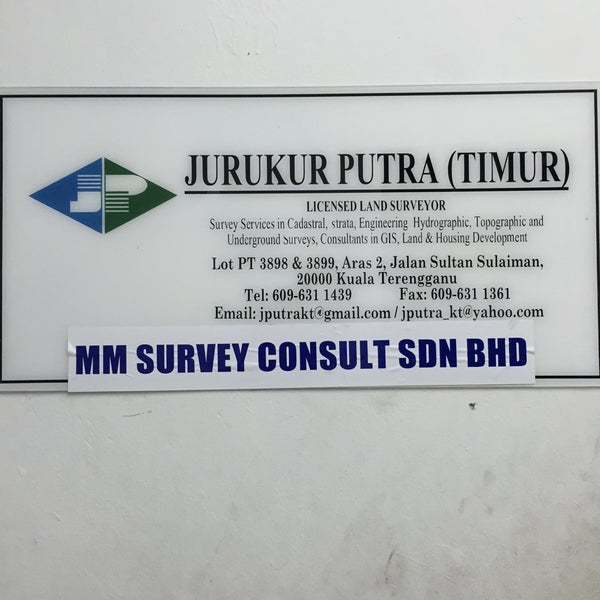 JP
JURUKUR PUTRA (TIMUR)
LICENSED LAND SURVEYOR
Survey Services in Cadastral, strata, Engineering Hydrographic, Topographic and
Underground Surveys, Consultants in GIS, Land & Housing Development
Lot PT 3898 & 3899, Aras 2, Jalan Sultan Sulaiman,
20000 Kuala Terengganu
Tel: 609-631 1439 Fax: 609-631 1361
Email: jputrakt@gmail.com / jputra_kt@yahoo.com
MM SURVEY CONSULT SDN BHD